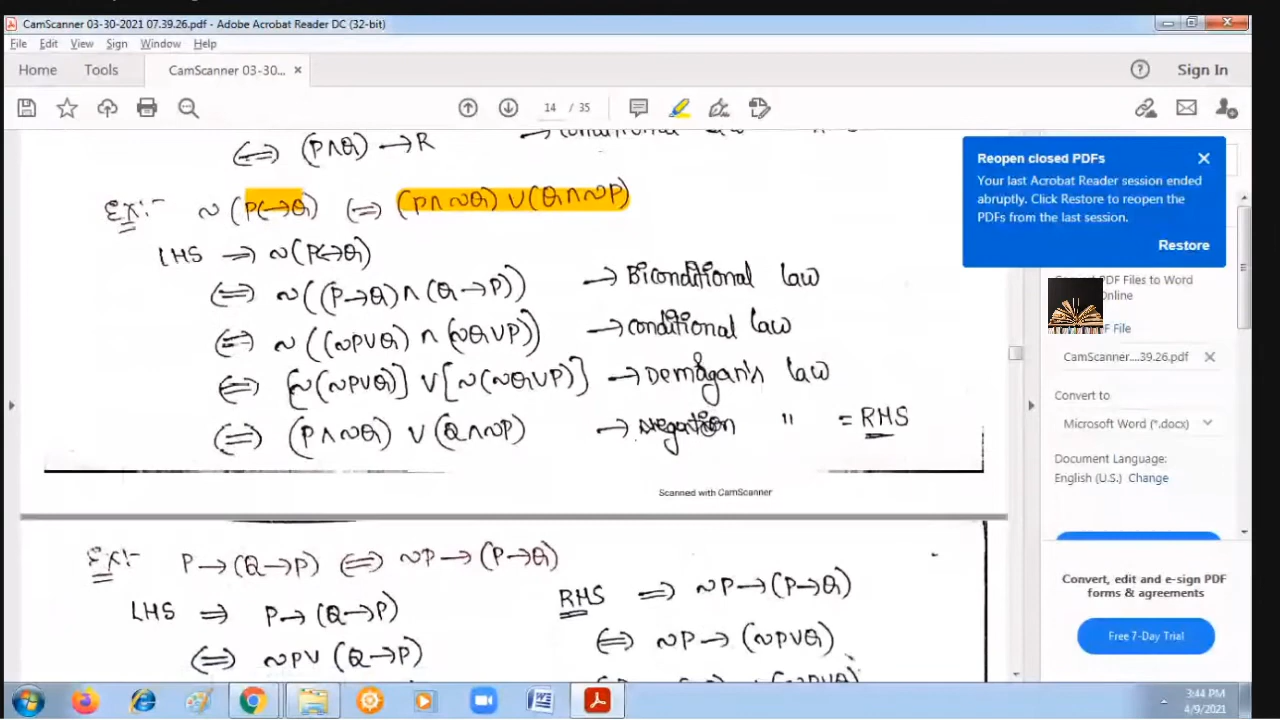 CamScanner 03-30-2021 07.39.26.pdf - Adobe Acrobat Reader DC (32-bit)
File Edit View Sign Window Help
Home Tools CamScanner 03-30... × Sign In
14 / 35
⇔ (P∧Q) → R
Reopen closed PDFs
Your last Acrobat Reader session ended
abruptly. Click Restore to reopen the
PDFs from the last session.
Restore
Ex:- ~(P↔Q) ⇔ (P∧~Q) ∨ (Q∧~P)
LHS ⇒ ~(P↔Q)
⇔ ~((P→Q)∧(Q→P)) → Biconditional law
⇔ ~((~P∨Q) ∧ (~Q∨P)) → conditional law
⇔ [~(~P∨Q)] ∨ [~(~Q∨P)] → Demorgan's law
⇔ (P∧~Q) ∨ (Q∧~P) → Negation " = RHS
Scanned with CamScanner
Ex:- P→(Q→P) ⇔ ~P→(P→Q)
LHS ⇒ P→(Q→P)
⇔ ~P∨ (Q→P)
RHS ⇒ ~P→(P→Q)
⇔ ~P→ (~P∨Q)
Convert PDF Files to Word
Online
PDF File
CamScanner....39.26.pdf ×
Convert to
Microsoft Word (*.docx)
Document Language:
English (U.S.) Change
Convert, edit and e-sign PDF
forms & agreements
Free 7-Day Trial
3:44 PM
4/9/2021